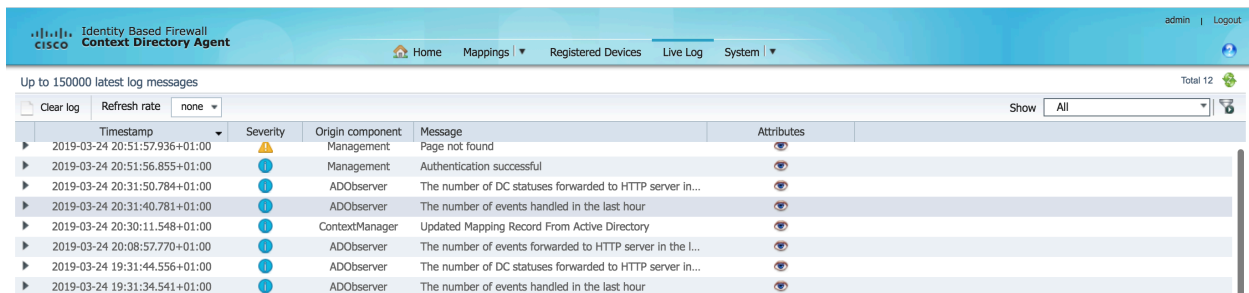 admin | Logout
Identity Based Firewall
CISCO Context Directory Agent
Home Mappings Registered Devices Live Log System
Up to 150000 latest log messages Total 12
Clear log Refresh rate none Show All
Timestamp Severity Origin component Message Attributes
2019-03-24 20:51:57.936+01:00 Management Page not found
2019-03-24 20:51:56.855+01:00 Management Authentication successful
2019-03-24 20:31:50.784+01:00 ADObserver The number of DC statuses forwarded to HTTP server in...
2019-03-24 20:31:40.781+01:00 ADObserver The number of events handled in the last hour
2019-03-24 20:30:11.548+01:00 ContextManager Updated Mapping Record From Active Directory
2019-03-24 20:08:57.770+01:00 ADObserver The number of events forwarded to HTTP server in the l...
2019-03-24 19:31:44.556+01:00 ADObserver The number of DC statuses forwarded to HTTP server in...
2019-03-24 19:31:34.541+01:00 ADObserver The number of events handled in the last hour